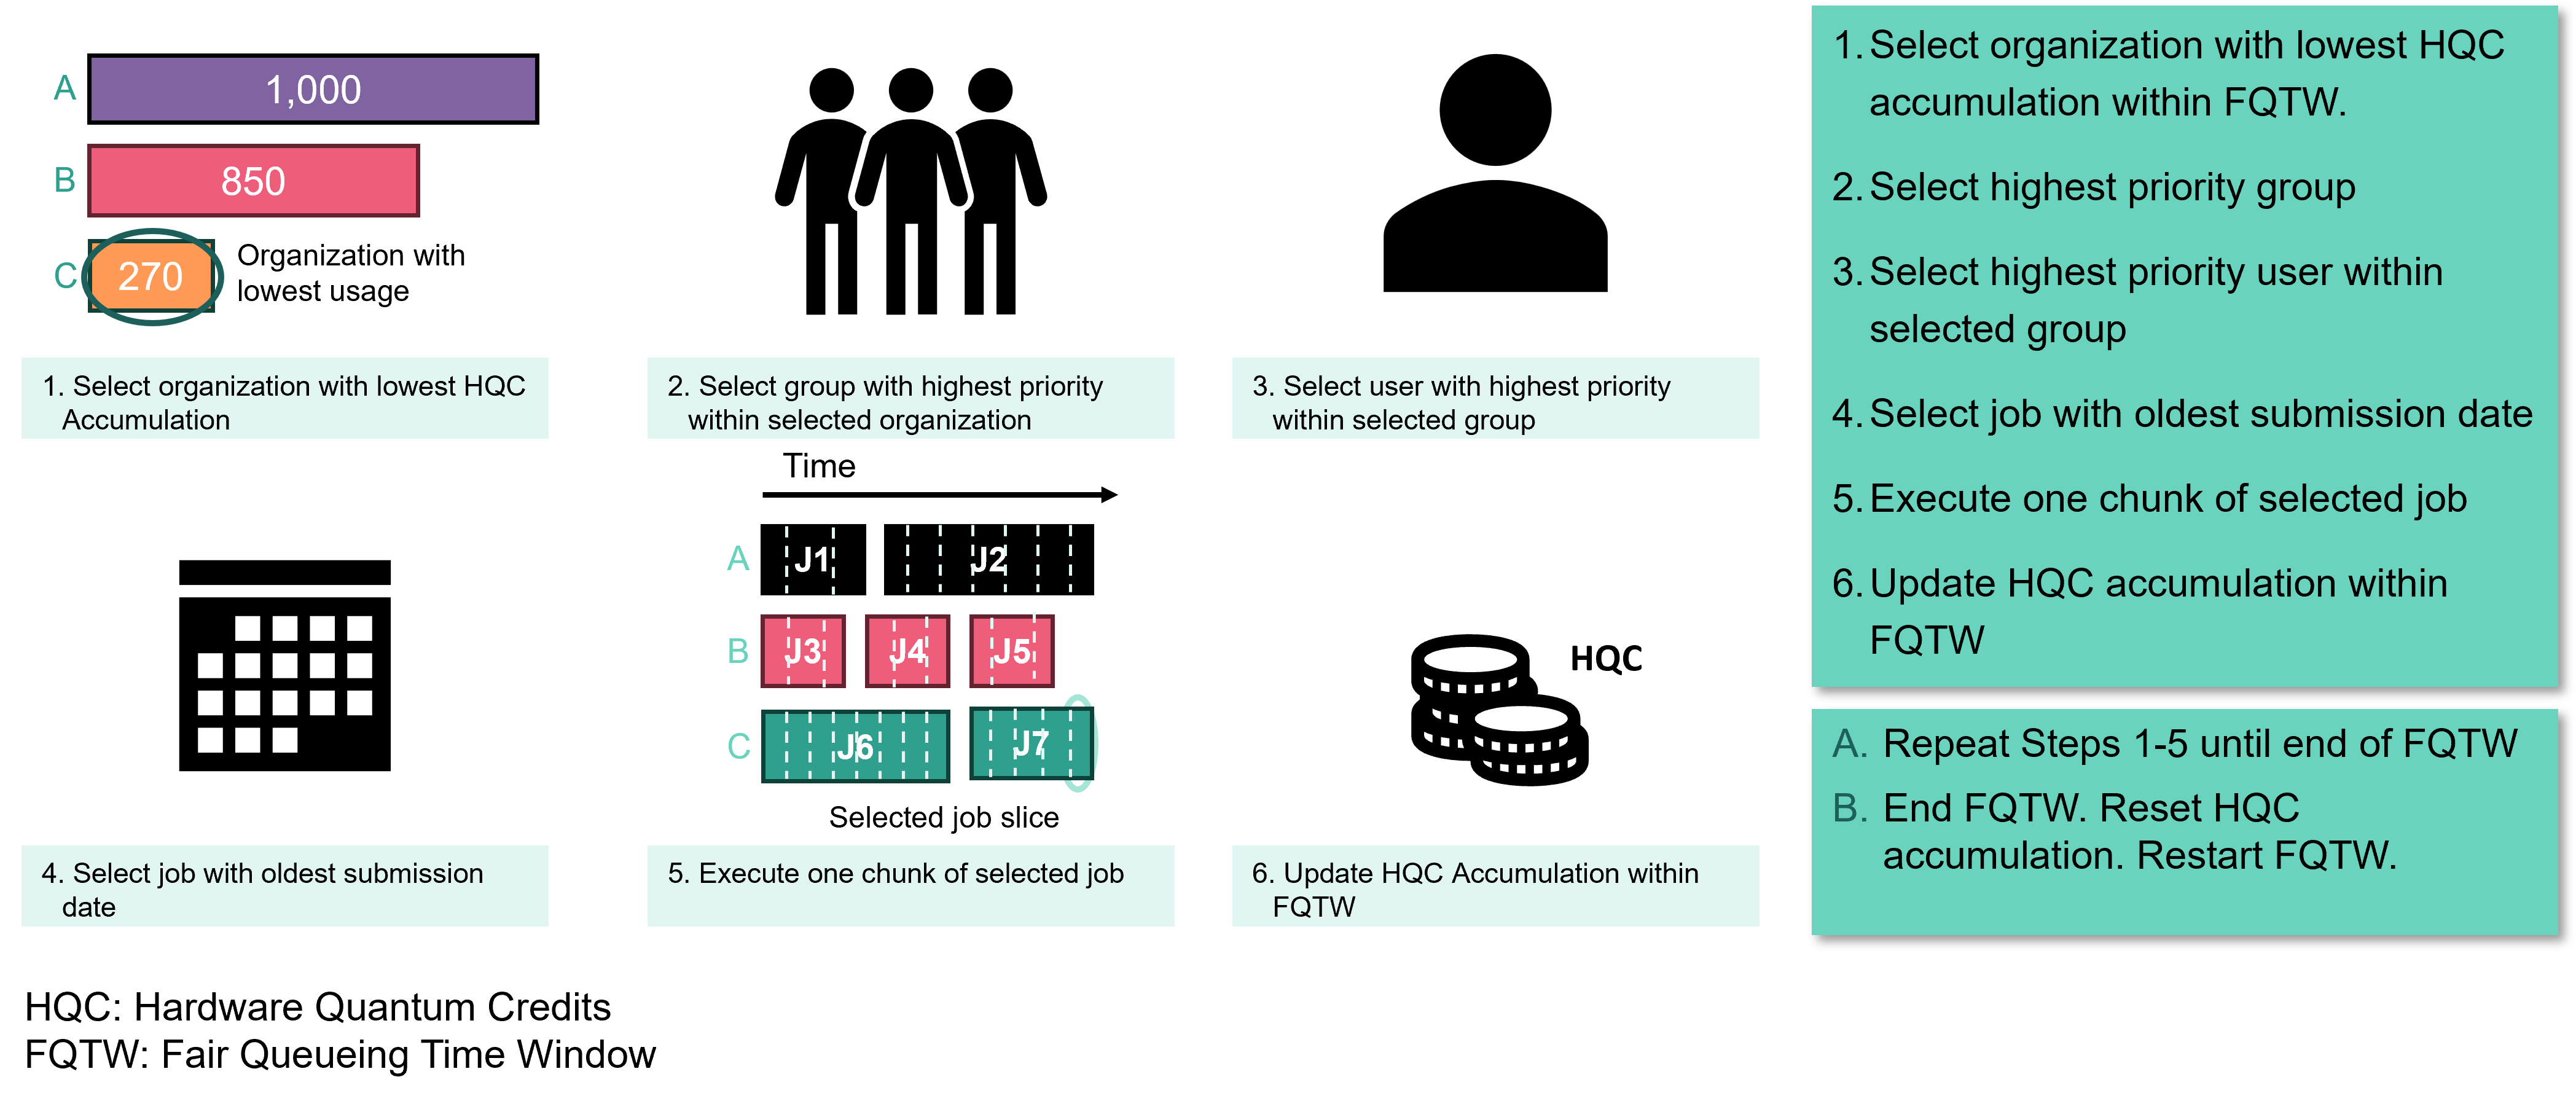 A 1,000
B 850
C 270
Organization with
lowest usage
1. Select organization with lowest HQC
Accumulation
2. Select group with highest priority
within selected organization
3. Select user with highest priority
within selected group
4. Select job with oldest submission
date
Time
A J1 J2
B J3 J4 J5
C J6 J7
Selected job slice
5. Execute one chunk of selected job
HQC
6. Update HQC Accumulation within
FQTW
1. Select organization with lowest HQC
accumulation within FQTW.
2. Select highest priority group
3. Select highest priority user within
selected group
4. Select job with oldest submission date
5. Execute one chunk of selected job
6. Update HQC accumulation within
FQTW
A. Repeat Steps 1-5 until end of FQTW
B. End FQTW. Reset HQC
accumulation. Restart FQTW.
HQC: Hardware Quantum Credits
FQTW: Fair Queueing Time Window